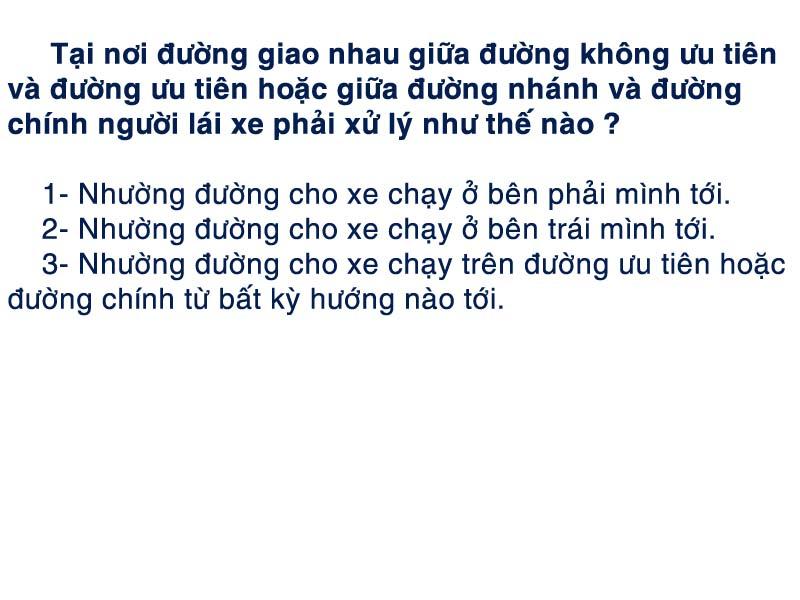 Tại nơi đường giao nhau giữa đường không ưu tiên
và đường ưu tiên hoặc giữa đường nhánh và đường
chính người lái xe phải xử lý như thế nào ?
1- Nhường đường cho xe chạy ở bên phải mình tới.
2- Nhường đường cho xe chạy ở bên trái mình tới.
3- Nhường đường cho xe chạy trên đường ưu tiên hoặc
đường chính từ bất kỳ hướng nào tới.